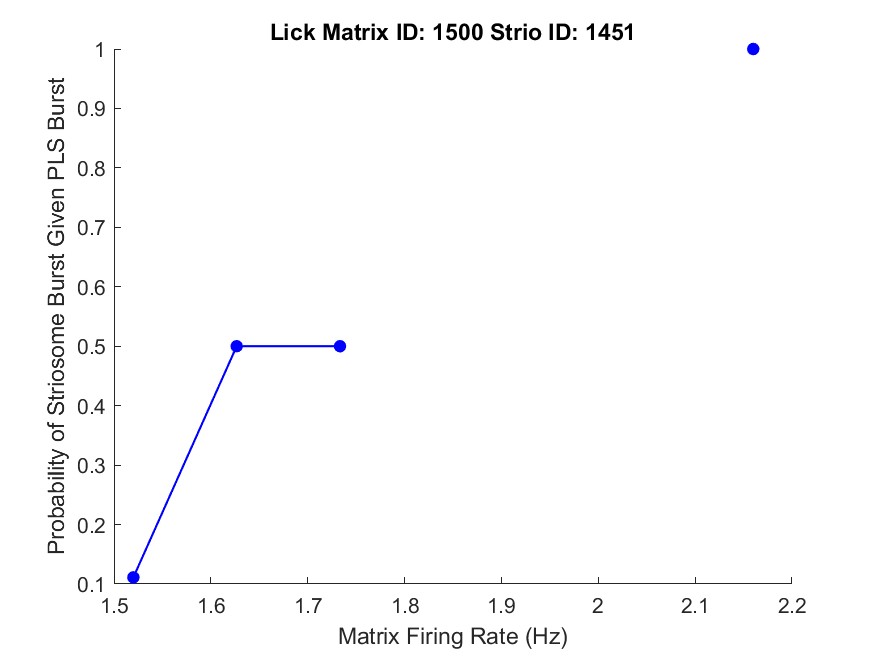 Lick Matrix ID: 1500 Strio ID: 1451
Probability of Striosome Burst Given PLS Burst
1
0.9
0.8
0.7
0.6
0.5
0.4
0.3
0.2
0.1
1.5 1.6 1.7 1.8 1.9 2 2.1 2.2
Matrix Firing Rate (Hz)